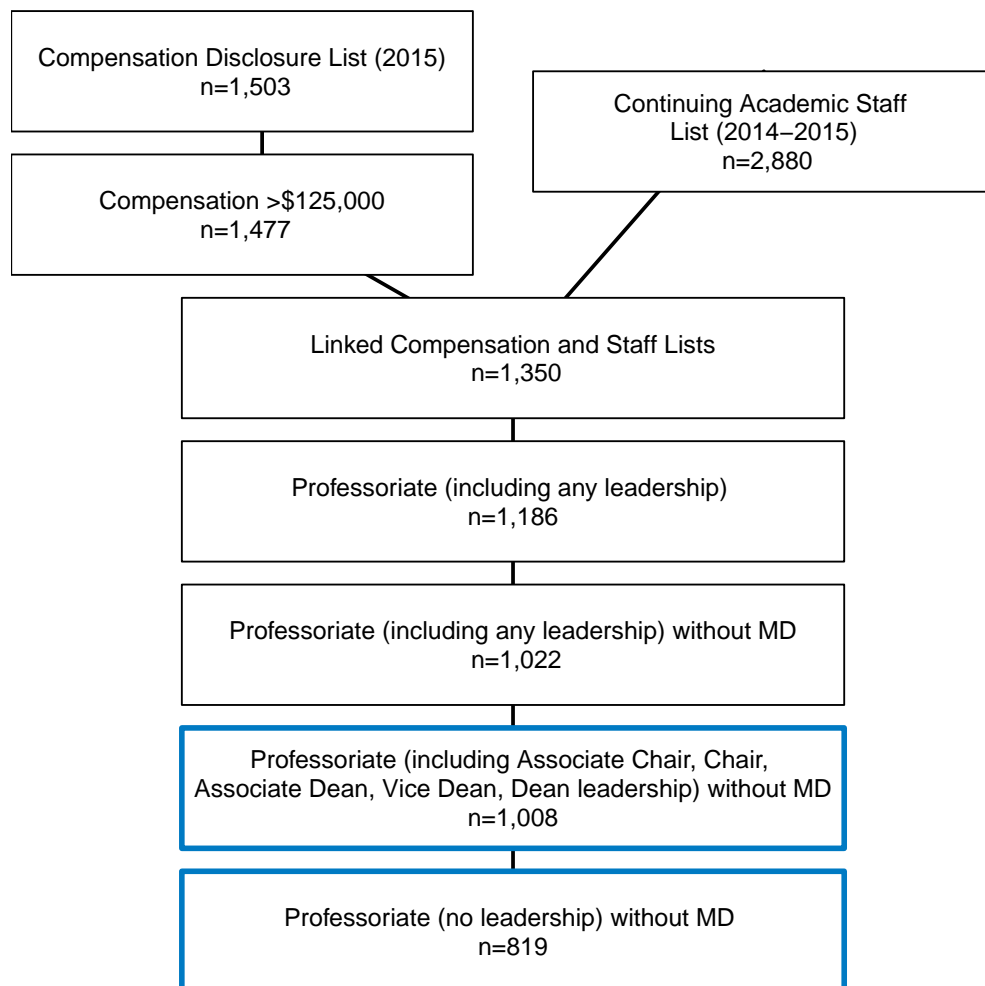 Compensation Disclosure List (2015)
n=1,503
Continuing Academic Staff
List (2014–2015)
n=2,880
Compensation >$125,000
n=1,477
Linked Compensation and Staff Lists
n=1,350
Professoriate (including any leadership)
n=1,186
Professoriate (including any leadership) without MD
n=1,022
Professoriate (including Associate Chair, Chair,
Associate Dean, Vice Dean, Dean leadership) without MD
n=1,008
Professoriate (no leadership) without MD
n=819